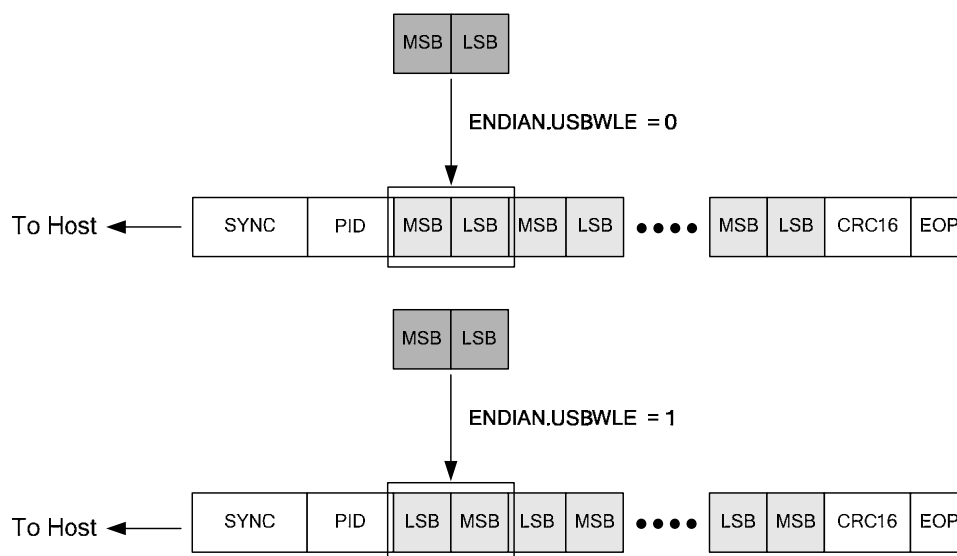 MSB LSB
ENDIAN.USBWLE = 0
To Host SYNC PID MSB LSB MSB LSB MSB LSB CRC16 EOP
MSB LSB
ENDIAN.USBWLE = 1
To Host SYNC PID LSB MSB LSB MSB LSB MSB CRC16 EOP